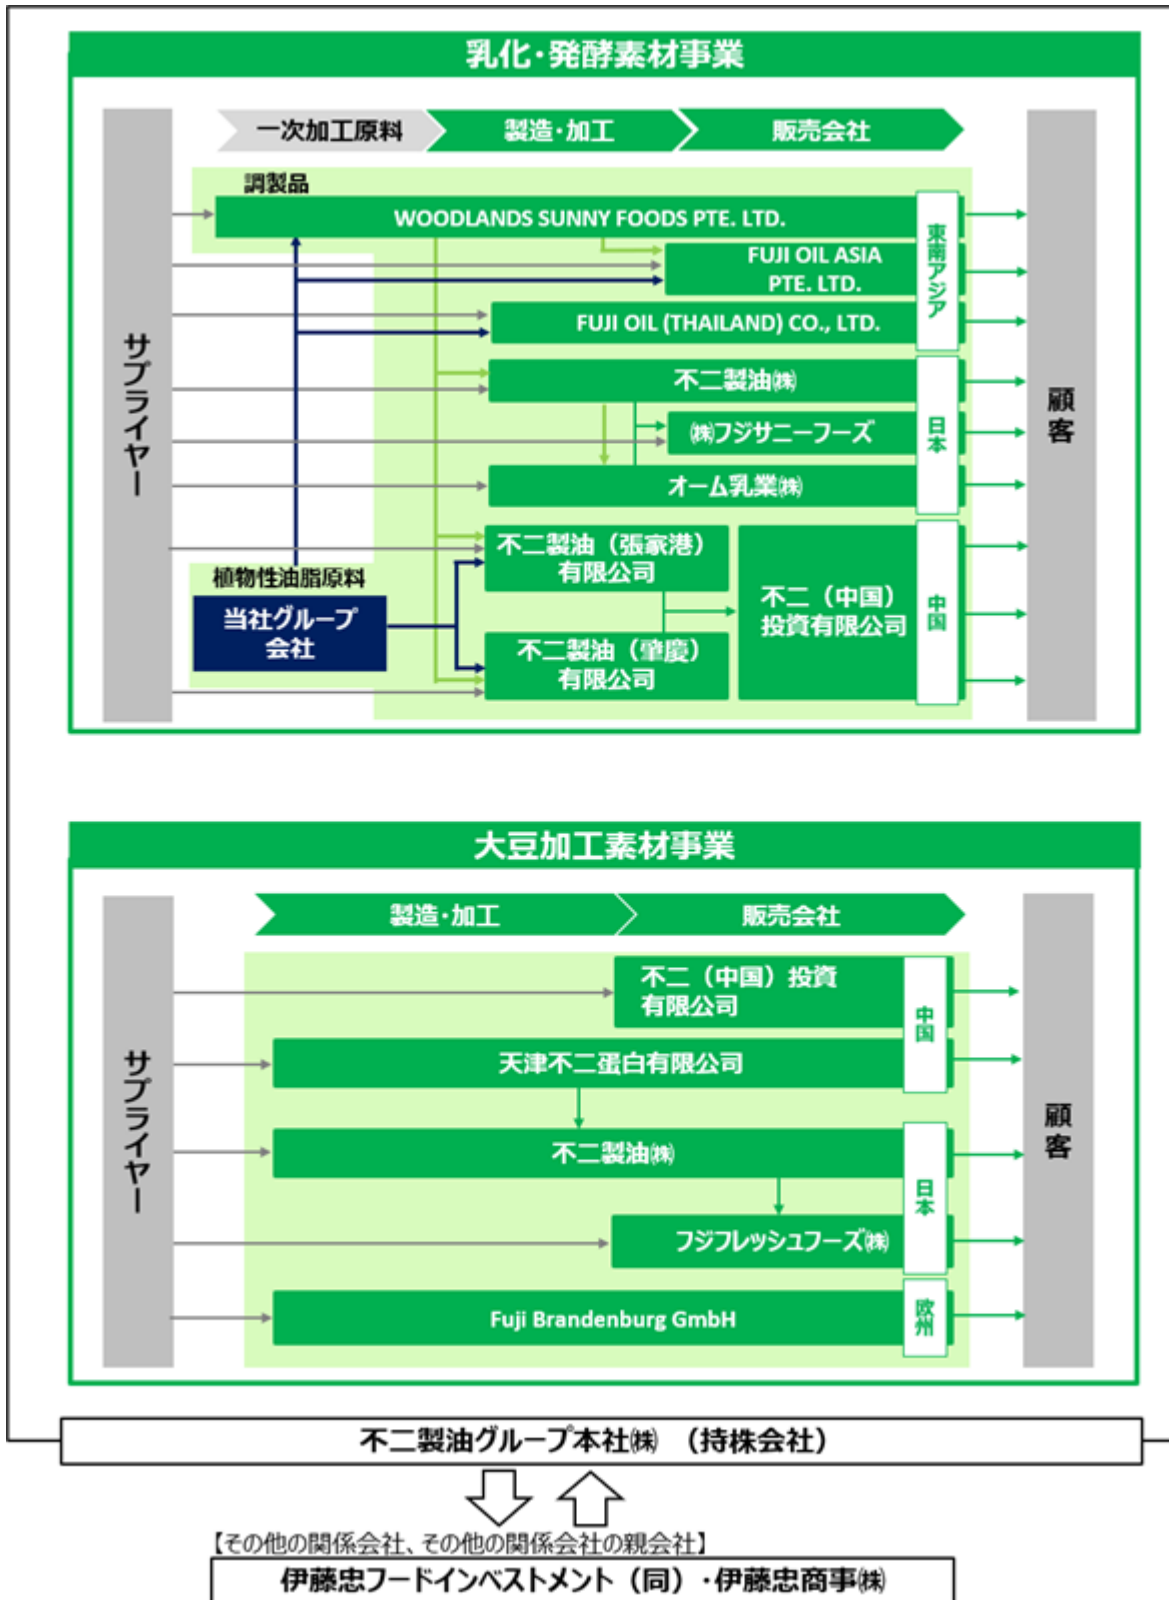 乳化・発酵素材事業
一次加工原料
製造・加工
販売会社
サプライヤー
顧客
調製品
WOODLANDS SUNNY FOODS PTE. LTD.
FUJI OIL ASIA
PTE. LTD.
FUJI OIL (THAILAND) CO., LTD.
東南アジア
不二製油㈱
㈱フジサニーフーズ
オーム乳業㈱
日本
植物性油脂原料
当社グループ
会社
不二製油（張家港）
有限公司
不二製油（肇慶）
有限公司
不二（中国）
投資有限公司
中国
大豆加工素材事業
製造・加工
販売会社
サプライヤー
顧客
不二（中国）投資
有限公司
天津不二蛋白有限公司
中国
不二製油㈱
フジフレッシュフーズ㈱
日本
Fuji Brandenburg GmbH
欧州
不二製油グループ本社㈱　（持株会社）
【その他の関係会社、その他の関係会社の親会社】
伊藤忠フードインベストメント（同）・伊藤忠商事㈱